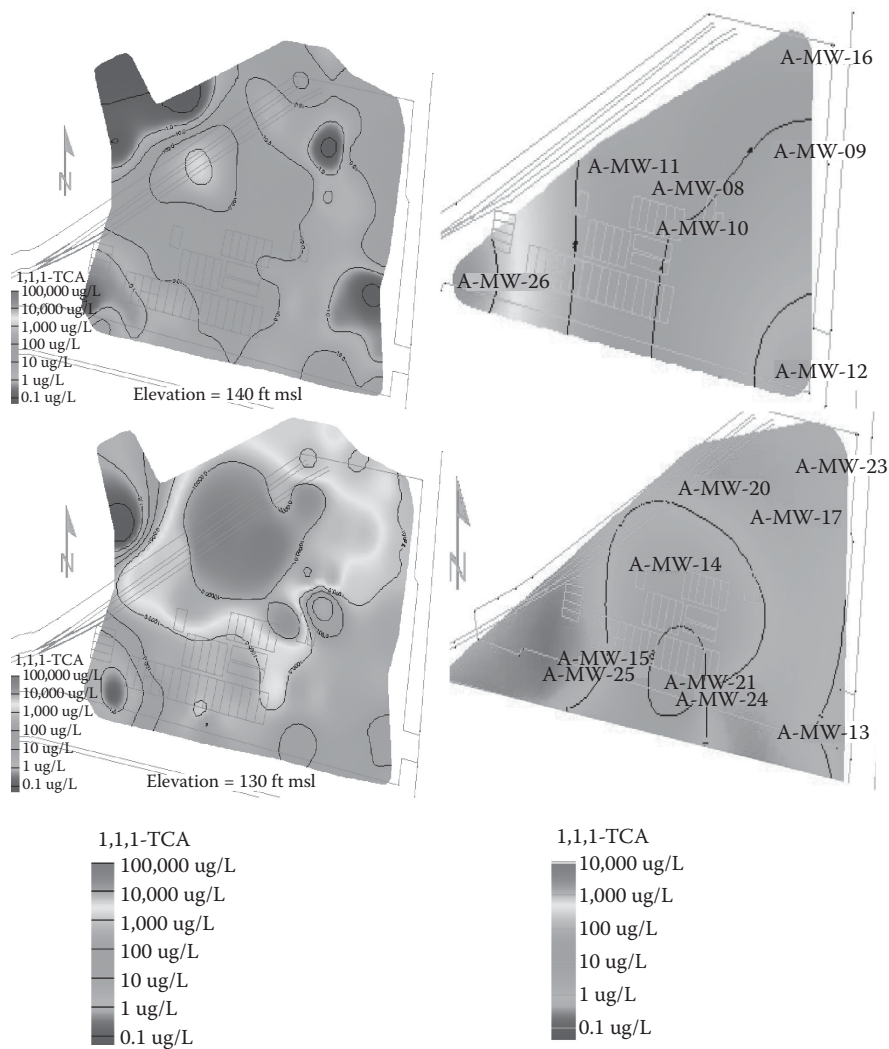 A-MW-16
A-MW-11
A-MW-09
A-MW-08
A-MW-10
A-MW-26
A-MW-12
N
1,1,1-TCA
100,000 ug/L
10,000 ug/L
1,000 ug/L
100 ug/L
10 ug/L
1 ug/L
0.1 ug/L
Elevation = 140 ft msl
A-MW-23
A-MW-20
A-MW-17
A-MW-14
A-MW-15
A-MW-25
A-MW-21
A-MW-24
A-MW-13
N
N
1,1,1-TCA
100,000 ug/L
10,000 ug/L
1,000 ug/L
100 ug/L
10 ug/L
1 ug/L
0.1 ug/L
Elevation = 130 ft msl
1,1,1-TCA
100,000 ug/L
10,000 ug/L
1,000 ug/L
100 ug/L
10 ug/L
1 ug/L
0.1 ug/L
1,1,1-TCA
10,000 ug/L
1,000 ug/L
100 ug/L
10 ug/L
1 ug/L
0.1 ug/L